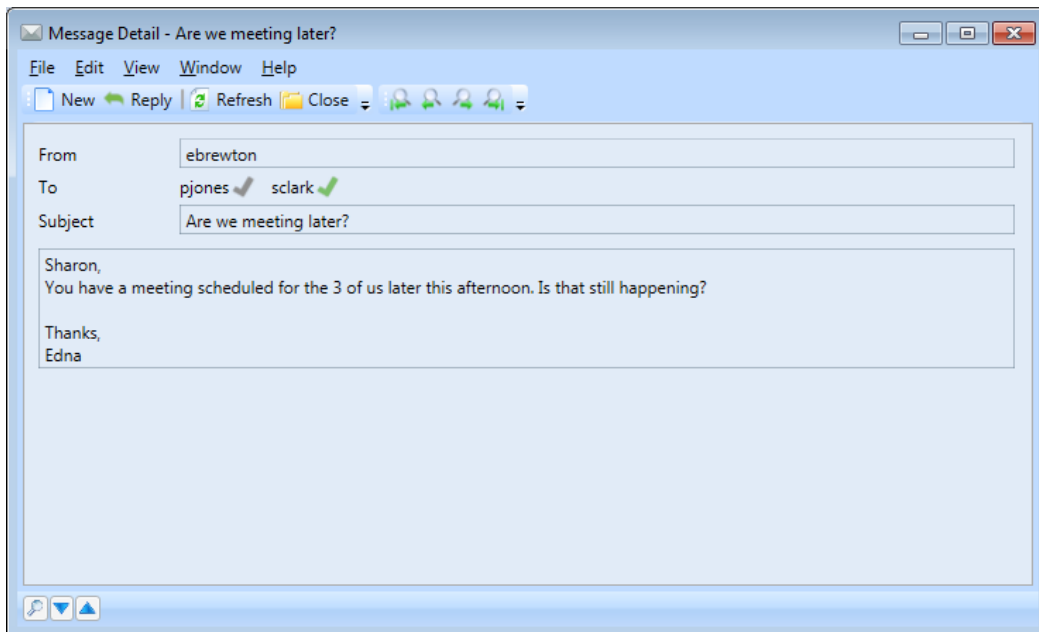 Message Detail - Are we meeting later?
File Edit View Window Help
New Reply Refresh Close
From ebrewton
To pjones sclark
Subject Are we meeting later?
Sharon,
You have a meeting scheduled for the 3 of us later this afternoon. Is that still happening?
Thanks,
Edna